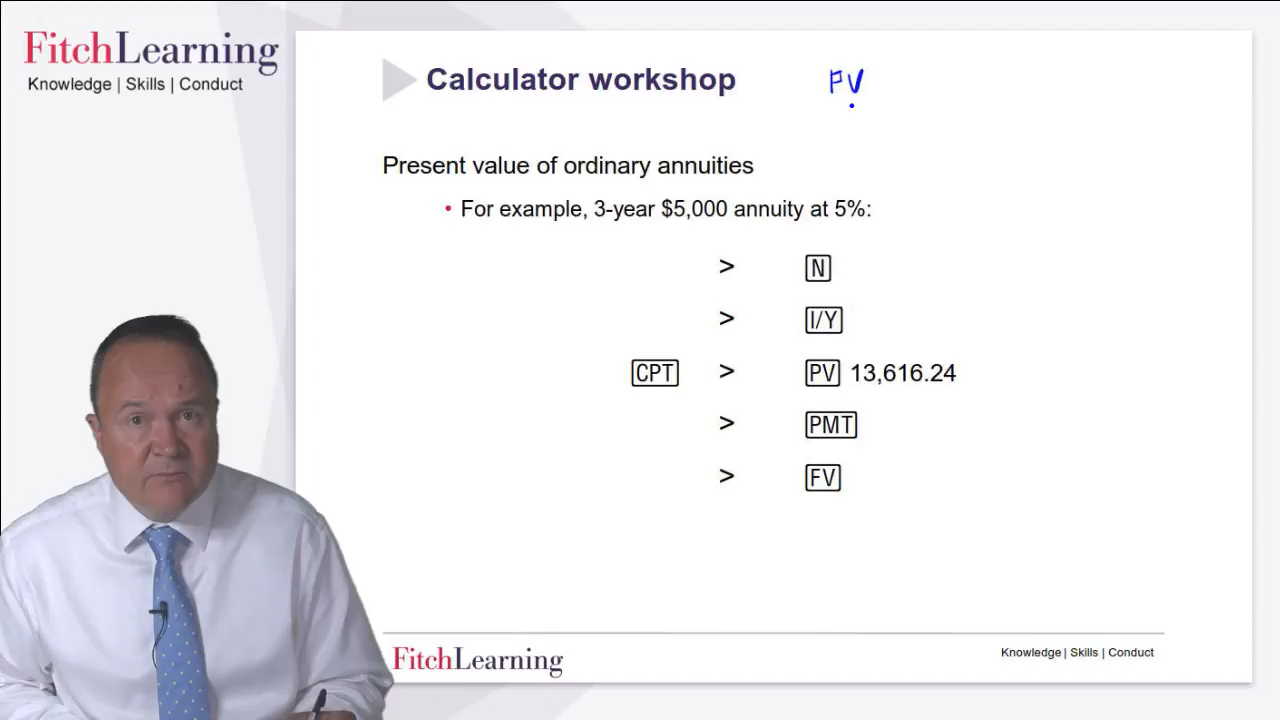 FitchLearning
Knowledge | Skills | Conduct
Calculator workshop PV
Present value of ordinary annuities
• For example, 3-year $5,000 annuity at 5%:
> N
> I/Y
CPT > PV 13,616.24
> PMT
> FV
FitchLearning
Knowledge | Skills | Conduct